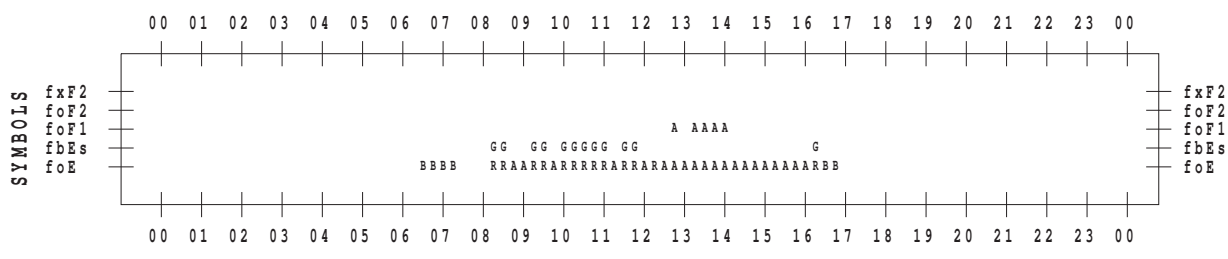 00 01 02 03 04 05 06 07 08 09 10 11 12 13 14 15 16 17 18 19 20 21 22 23 00
SYMBOLS
fxF2 fxF2
foF2 foF2
foF1 A AAAA foF1
fbEs GG GG GGGGG GG G fbEs
foE BBBB RRAARRARRRRRARRARAAAAAAAAAAAAAAARBB foE
00 01 02 03 04 05 06 07 08 09 10 11 12 13 14 15 16 17 18 19 20 21 22 23 00